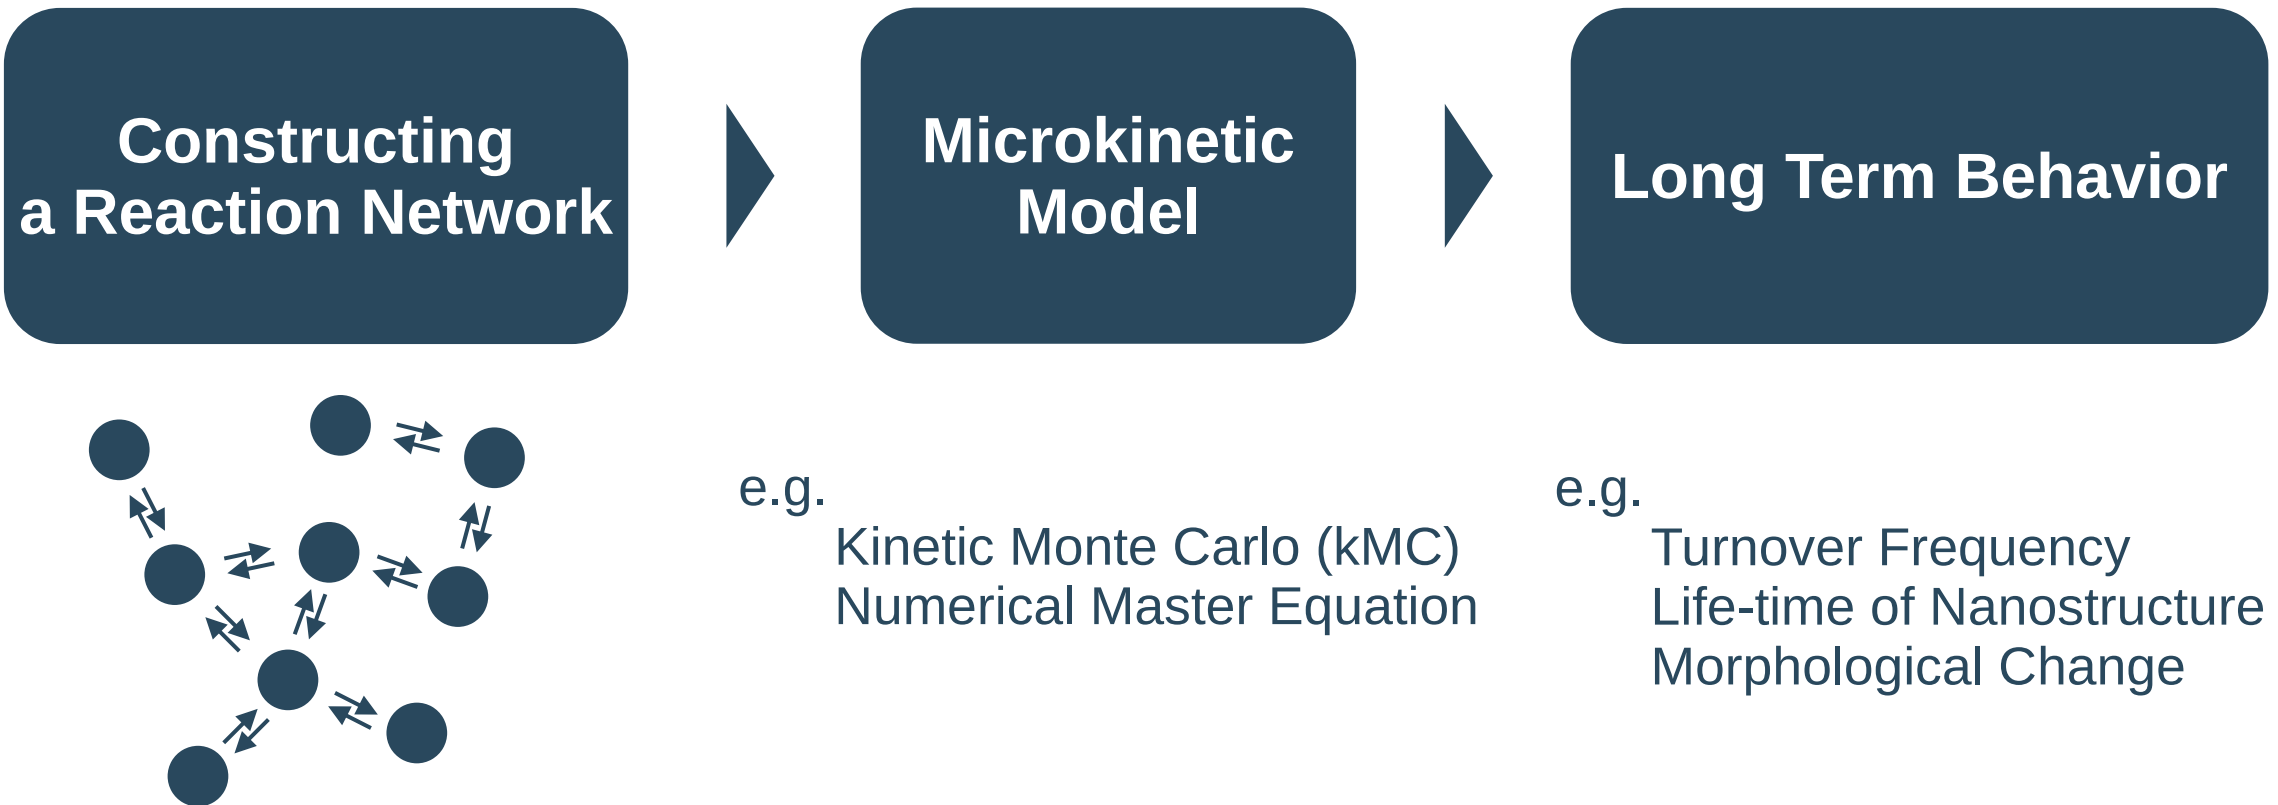 Constructing
a Reaction Network
Microkinetic
Model
Long Term Behavior
e.g.
Kinetic Monte Carlo (kMC)
Numerical Master Equation
e.g.
Turnover Frequency
Life-time of Nanostructure
Morphological Change